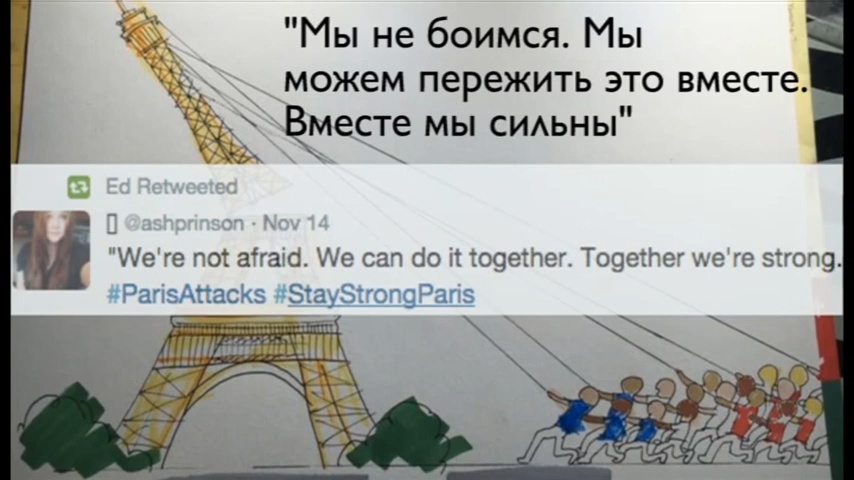 "Мы не боимся. Мы
можем пережить это вместе.
Вместе мы сильны"
Ed Retweeted
@ashprinson · Nov 14
"We're not afraid. We can do it together. Together we're strong.
#ParisAttacks #StayStrongParis